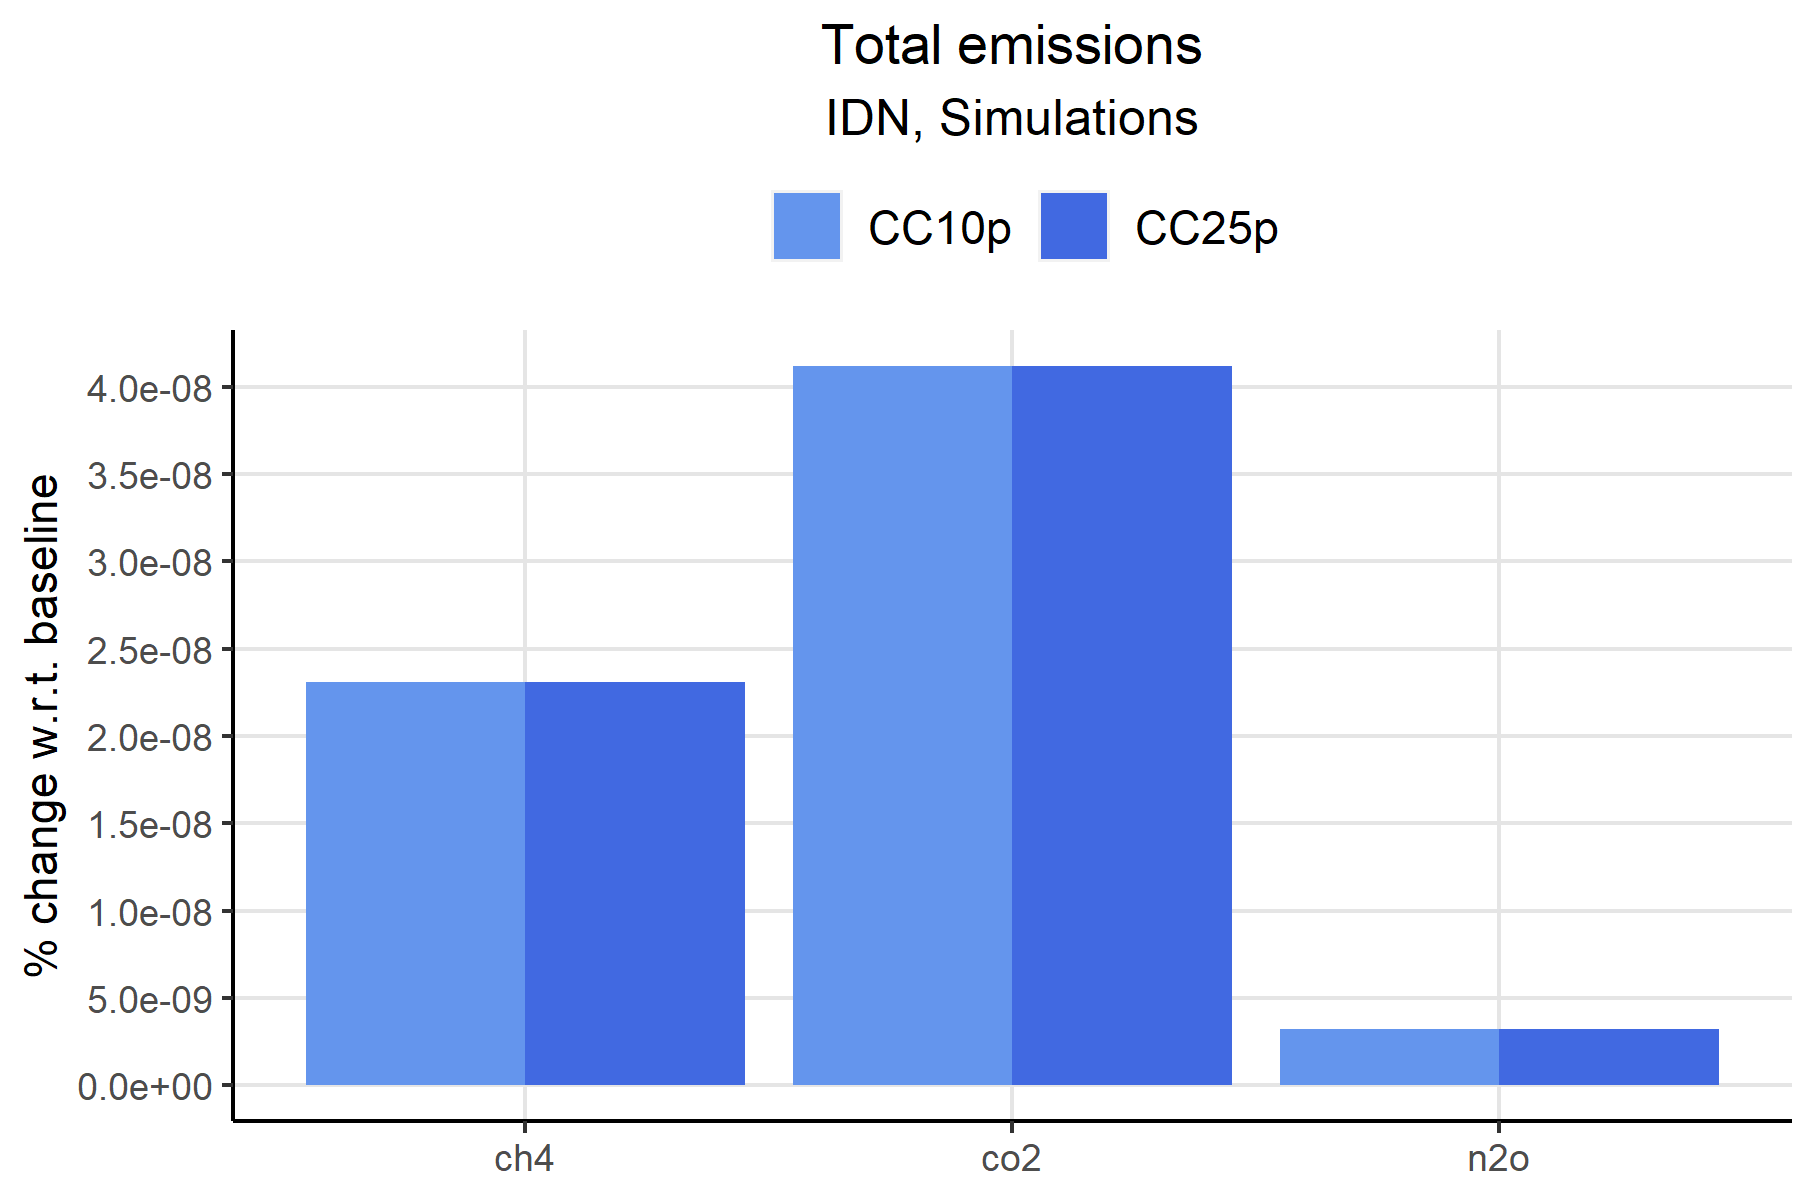 Total emissions
IDN, Simulations
CC10p CC25p
% change w.r.t. baseline
4.0e-08
3.5e-08
3.0e-08
2.5e-08
2.0e-08
1.5e-08
1.0e-08
5.0e-09
0.0e+00
ch4 co2 n2o